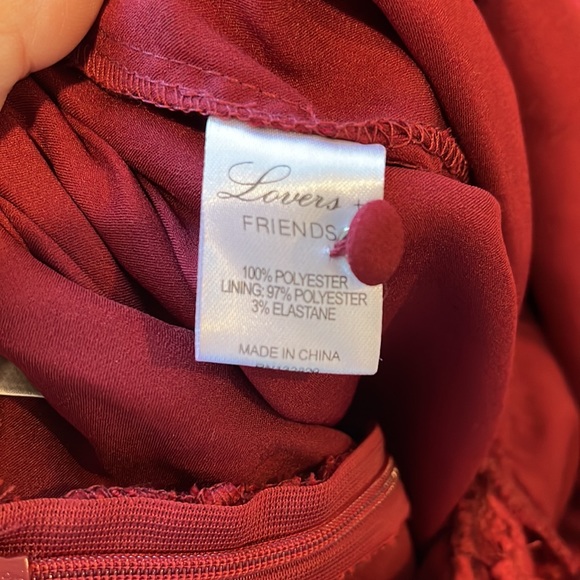 Lovers +
FRIENDS
100% POLYESTER
LINING: 97% POLYESTER
3% ELASTANE
MADE IN CHINA